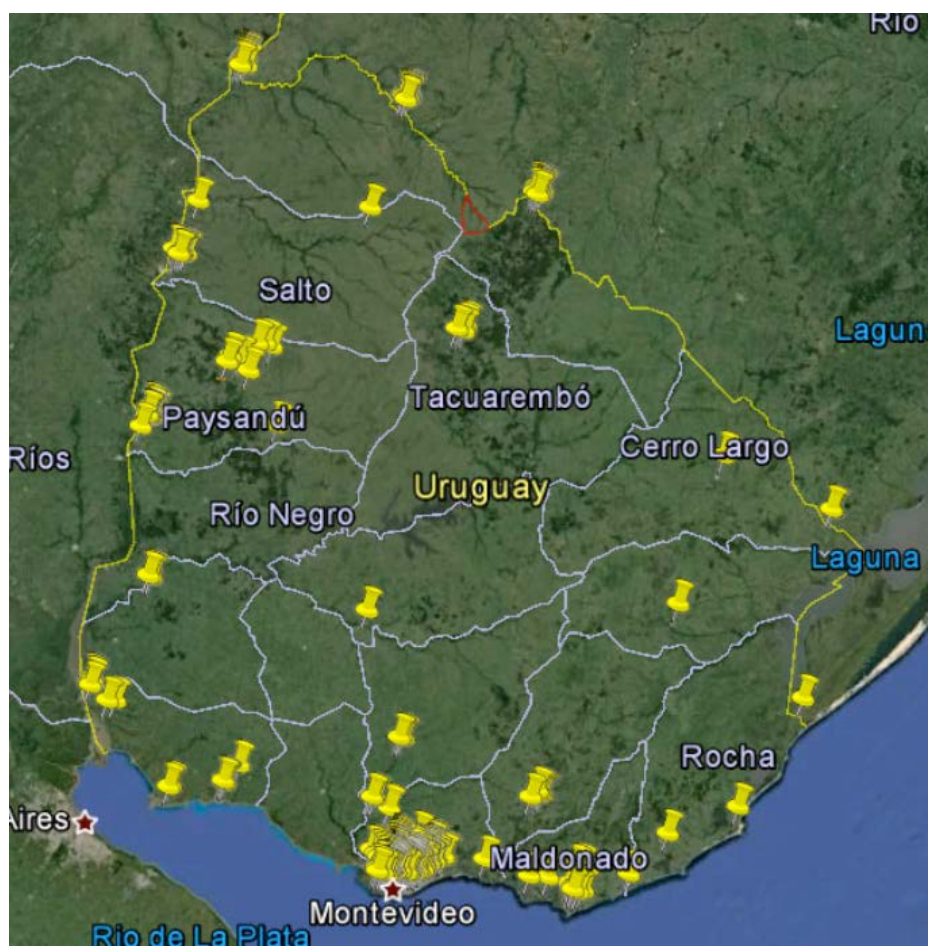 Rio
Salto
Lagun
Tacuarembó
Paysandú
Cerro Largo
Ríos
Uruguay
Río Negro
Laguna
Rocha
Aires
Maldonado
Montevideo
Rio de La Plata